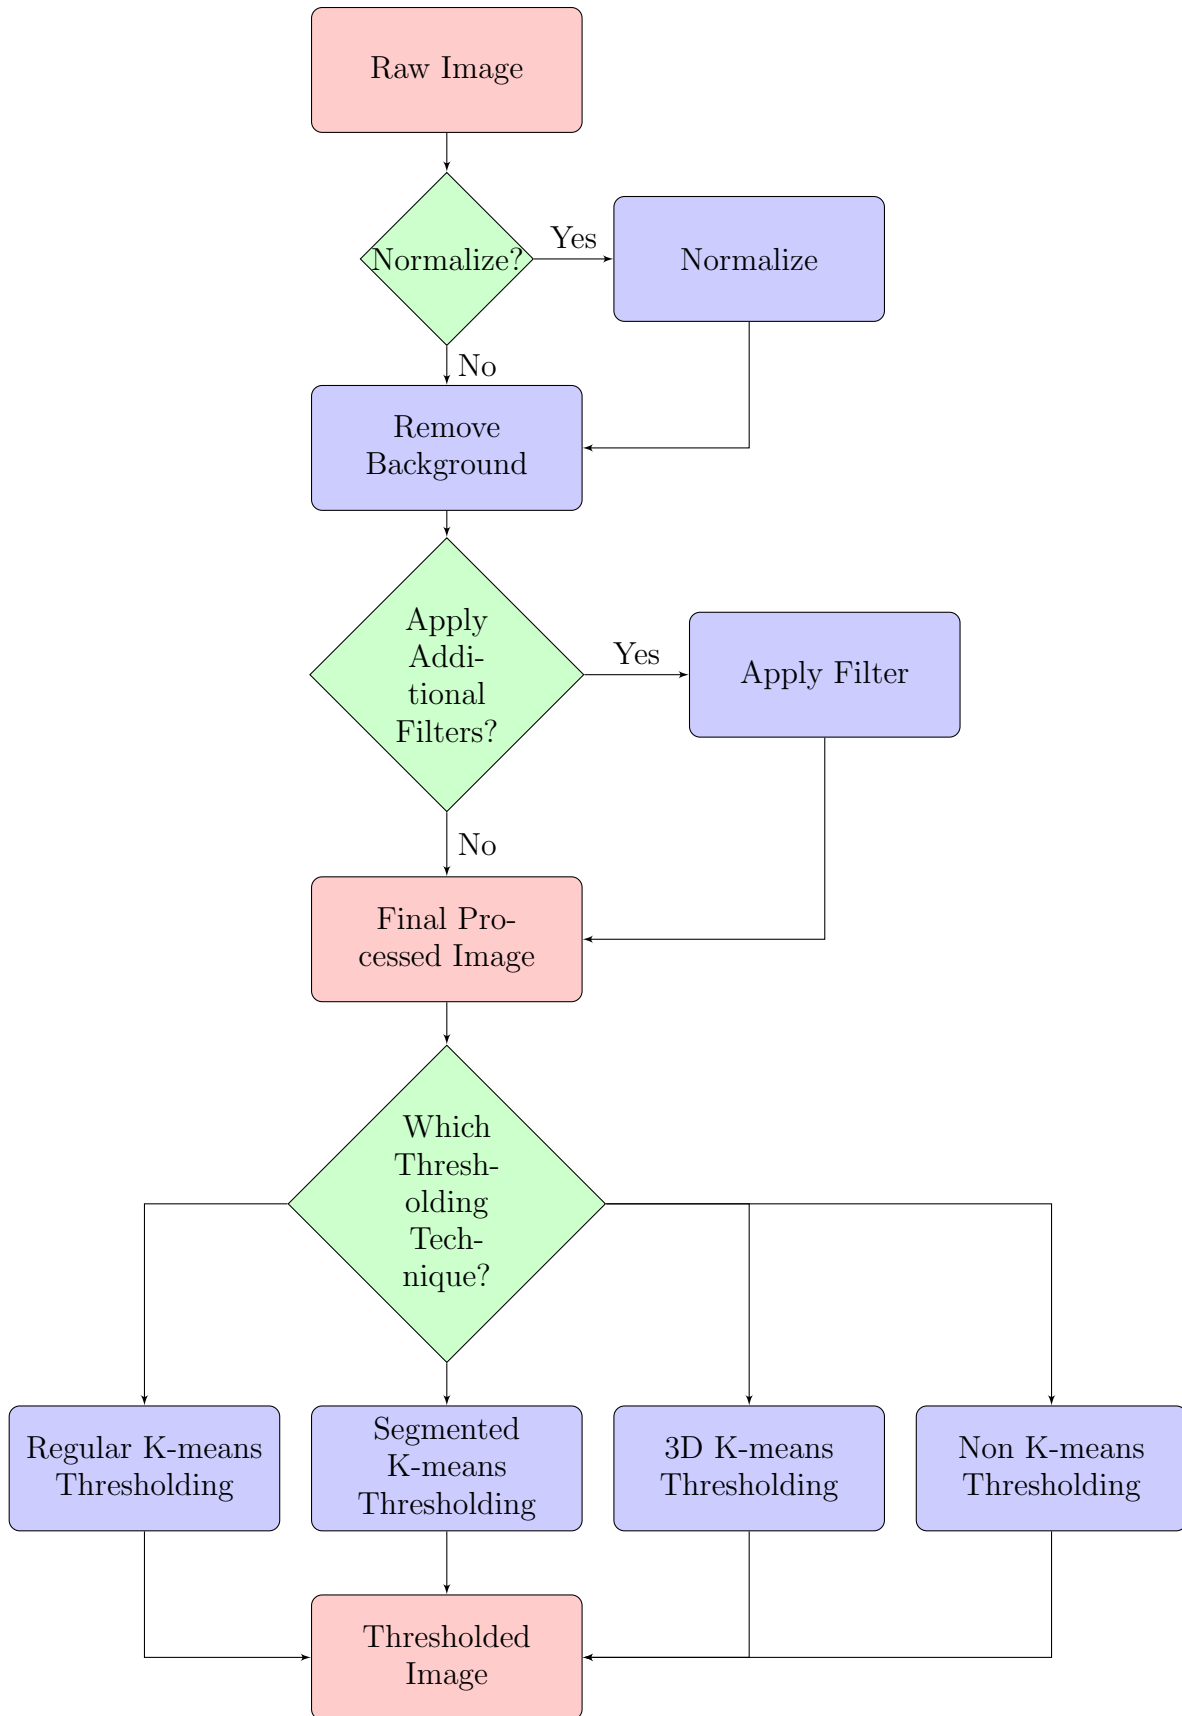 Raw Image
Normalize?
Yes
Normalize
No
Remove
Background
Apply
Addi-
tional
Filters?
Yes
Apply Filter
No
Final Pro-
cessed Image
Which
Thresh-
olding
Tech-
nique?
Regular K-means
Thresholding
Segmented
K-means
Thresholding
3D K-means
Thresholding
Non K-means
Thresholding
Thresholded
Image